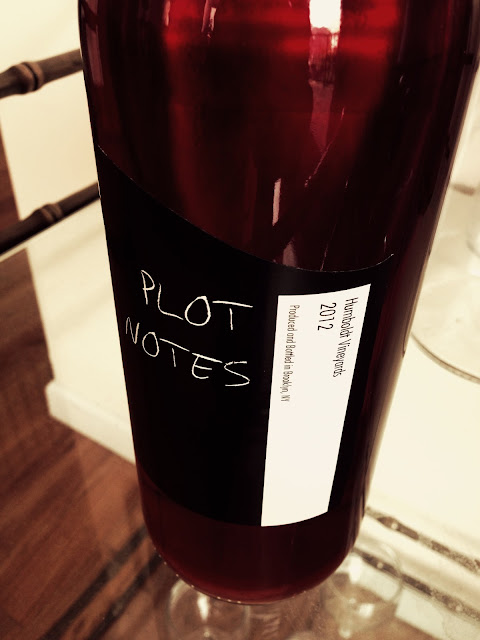 PLOT
NOTES
Humboldt Vineyards
2012
Produced and Bottled in Brooklyn, NY